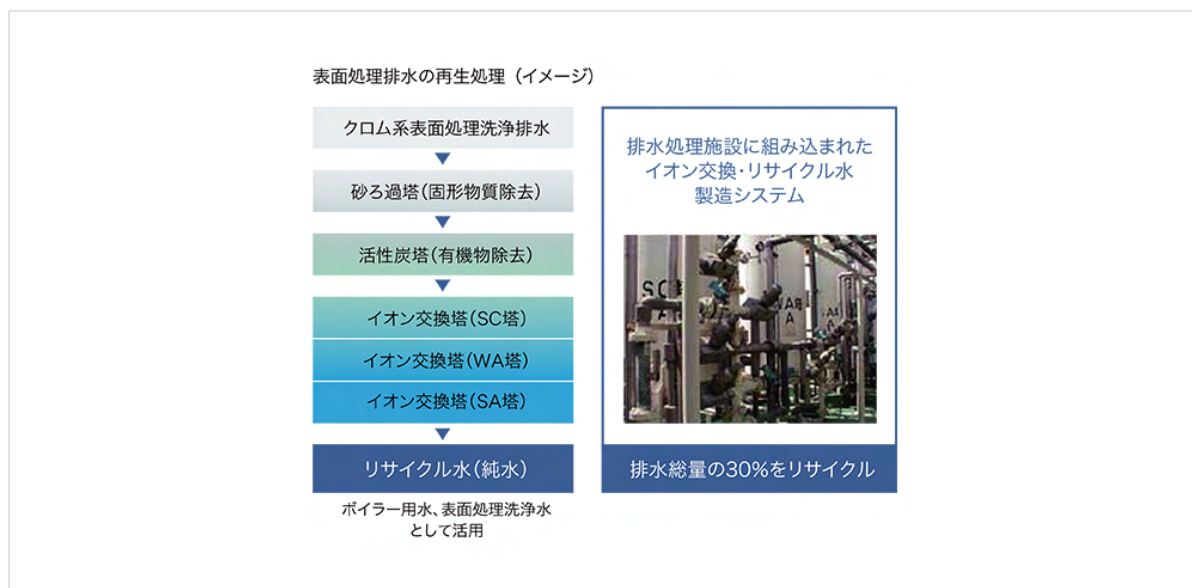 表面処理排水の再生処理（イメージ）
クロム系表面処理洗浄排水
砂ろ過塔（固形物質除去）
活性炭塔（有機物除去）
イオン交換塔（SC塔）
イオン交換塔（WA塔）
イオン交換塔（SA塔）
リサイクル水（純水）
ボイラー用水、表面処理洗浄水
として活用
排水処理施設に組み込まれた
イオン交換・リサイクル水
製造システム
WA塔
A
排水総量の30%をリサイクル